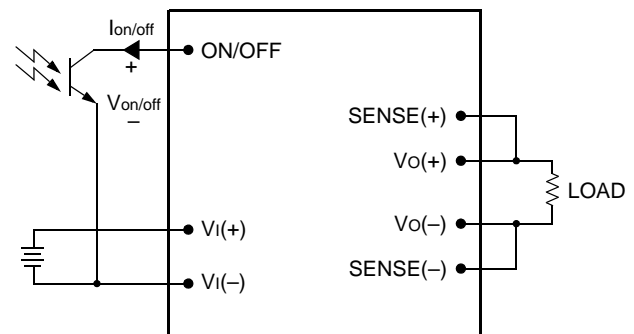 Ion/off
+
ON/OFF
Von/off
–
SENSE(+)
VO(+)
LOAD
VI(+)
VO(–)
VI(–)
SENSE(–)